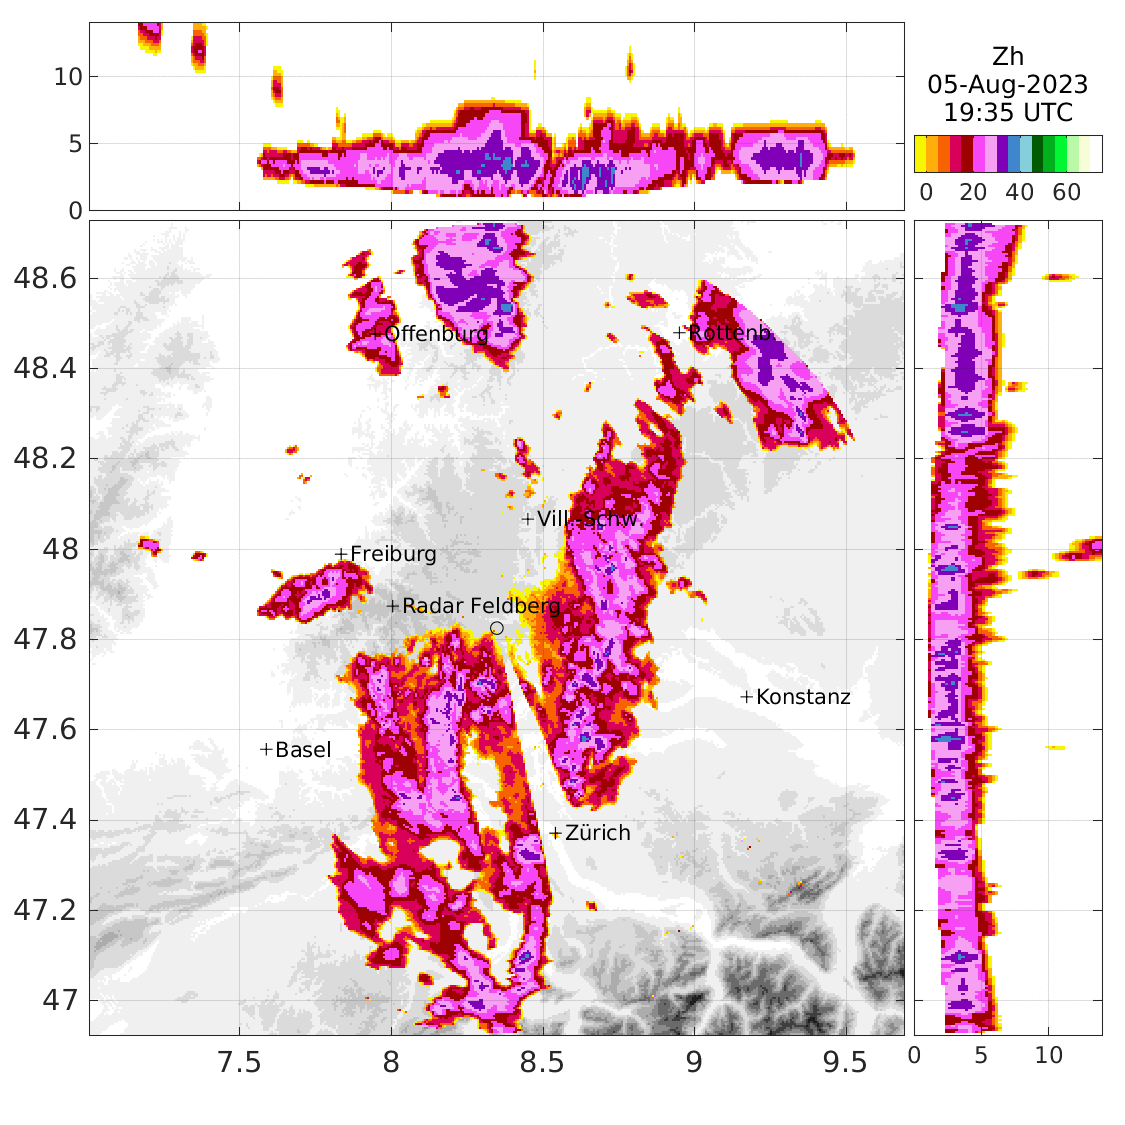 Zh
05-Aug-2023
19:35 UTC
0 20 40 60
10
5
0
48.6
48.4
48.2
48
47.8
47.6
47.4
47.2
47
Offenburg
Rottenb.
Vill.-Schw.
Freiburg
Radar Feldberg
Konstanz
Basel
Zürich
7.5 8 8.5 9 9.5
0 5 10